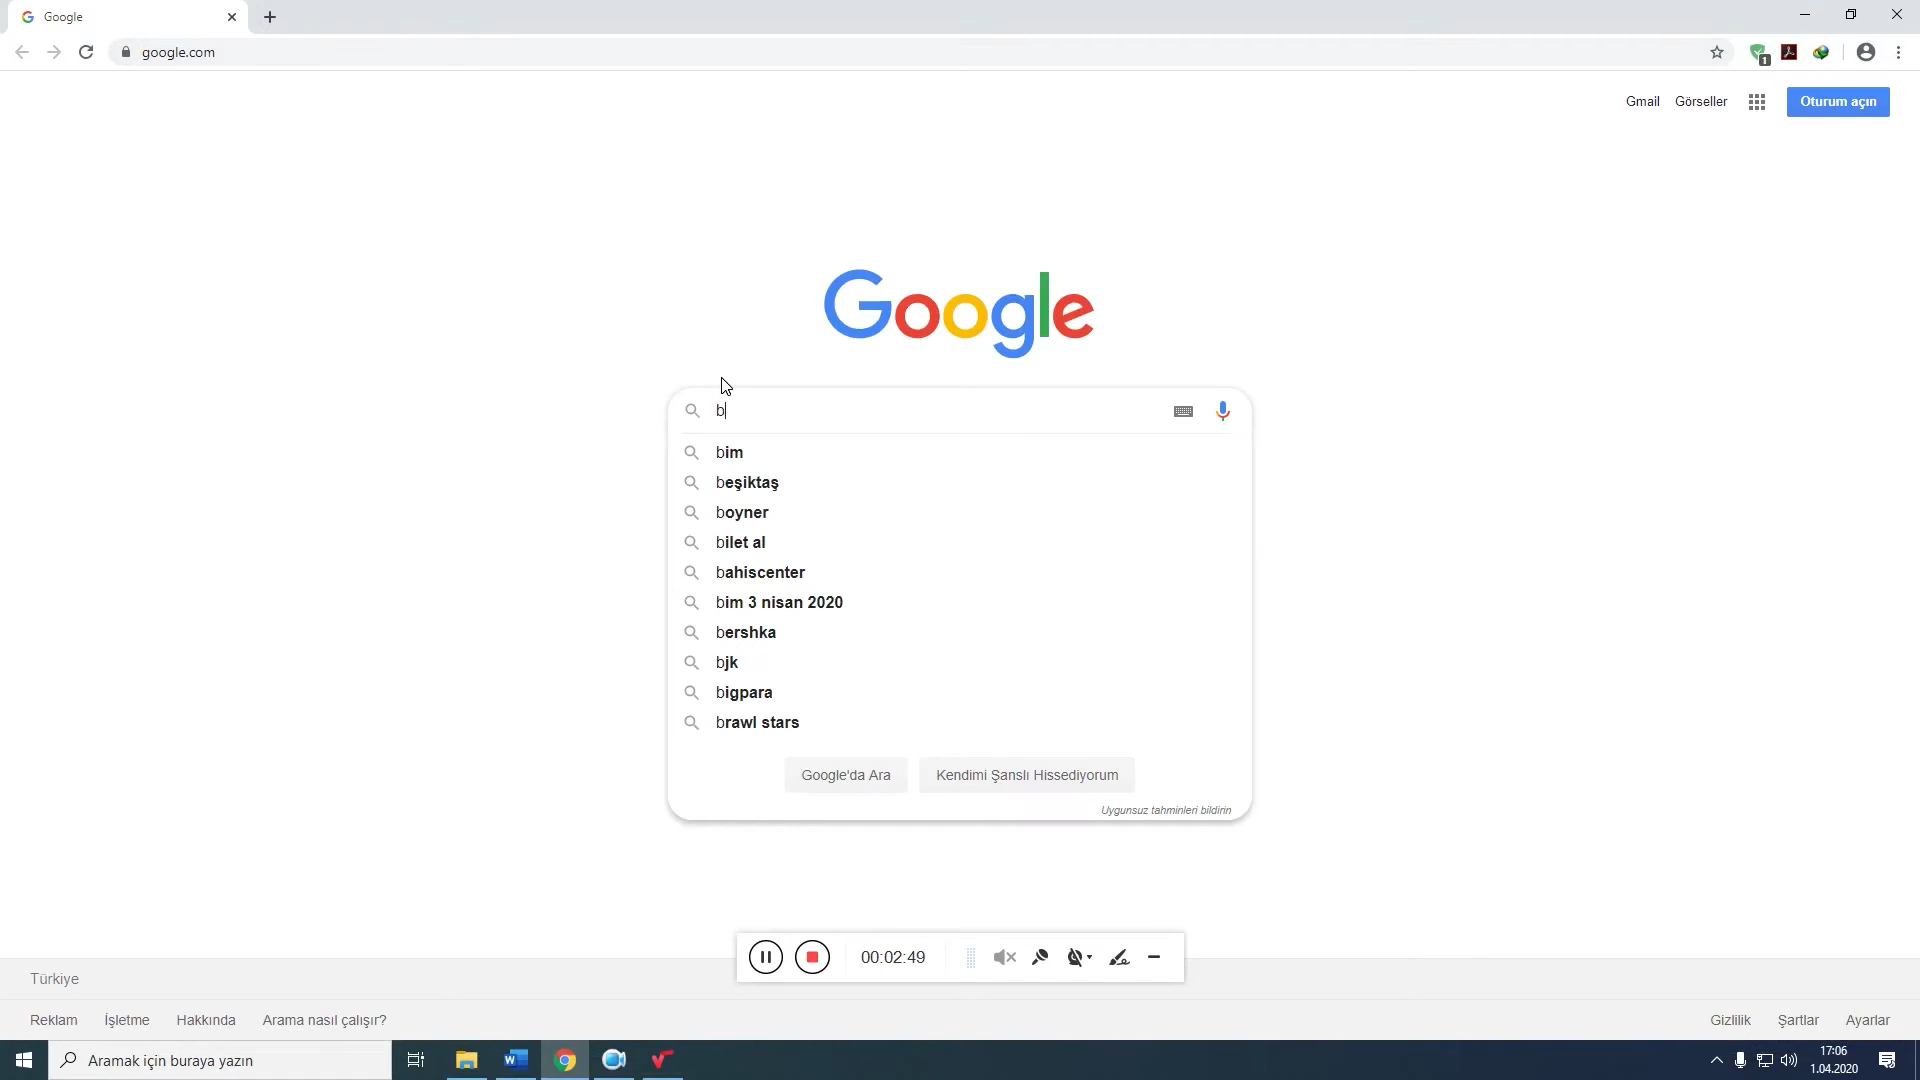 Google
google.com
1
Gmail Görseller Oturum açın
Google
b
bim
beşiktaş
boyner
bilet al
bahiscenter
bim 3 nisan 2020
bershka
bjk
bigpara
brawl stars
Google'da Ara Kendimi Şanslı Hissediyorum
Uygunsuz tahminleri bildirin
00:02:49
Türkiye
Reklam İşletme Hakkında Arama nasıl çalışır? Gizlilik Şartlar Ayarlar
Aramak için buraya yazın
17:06
1.04.2020